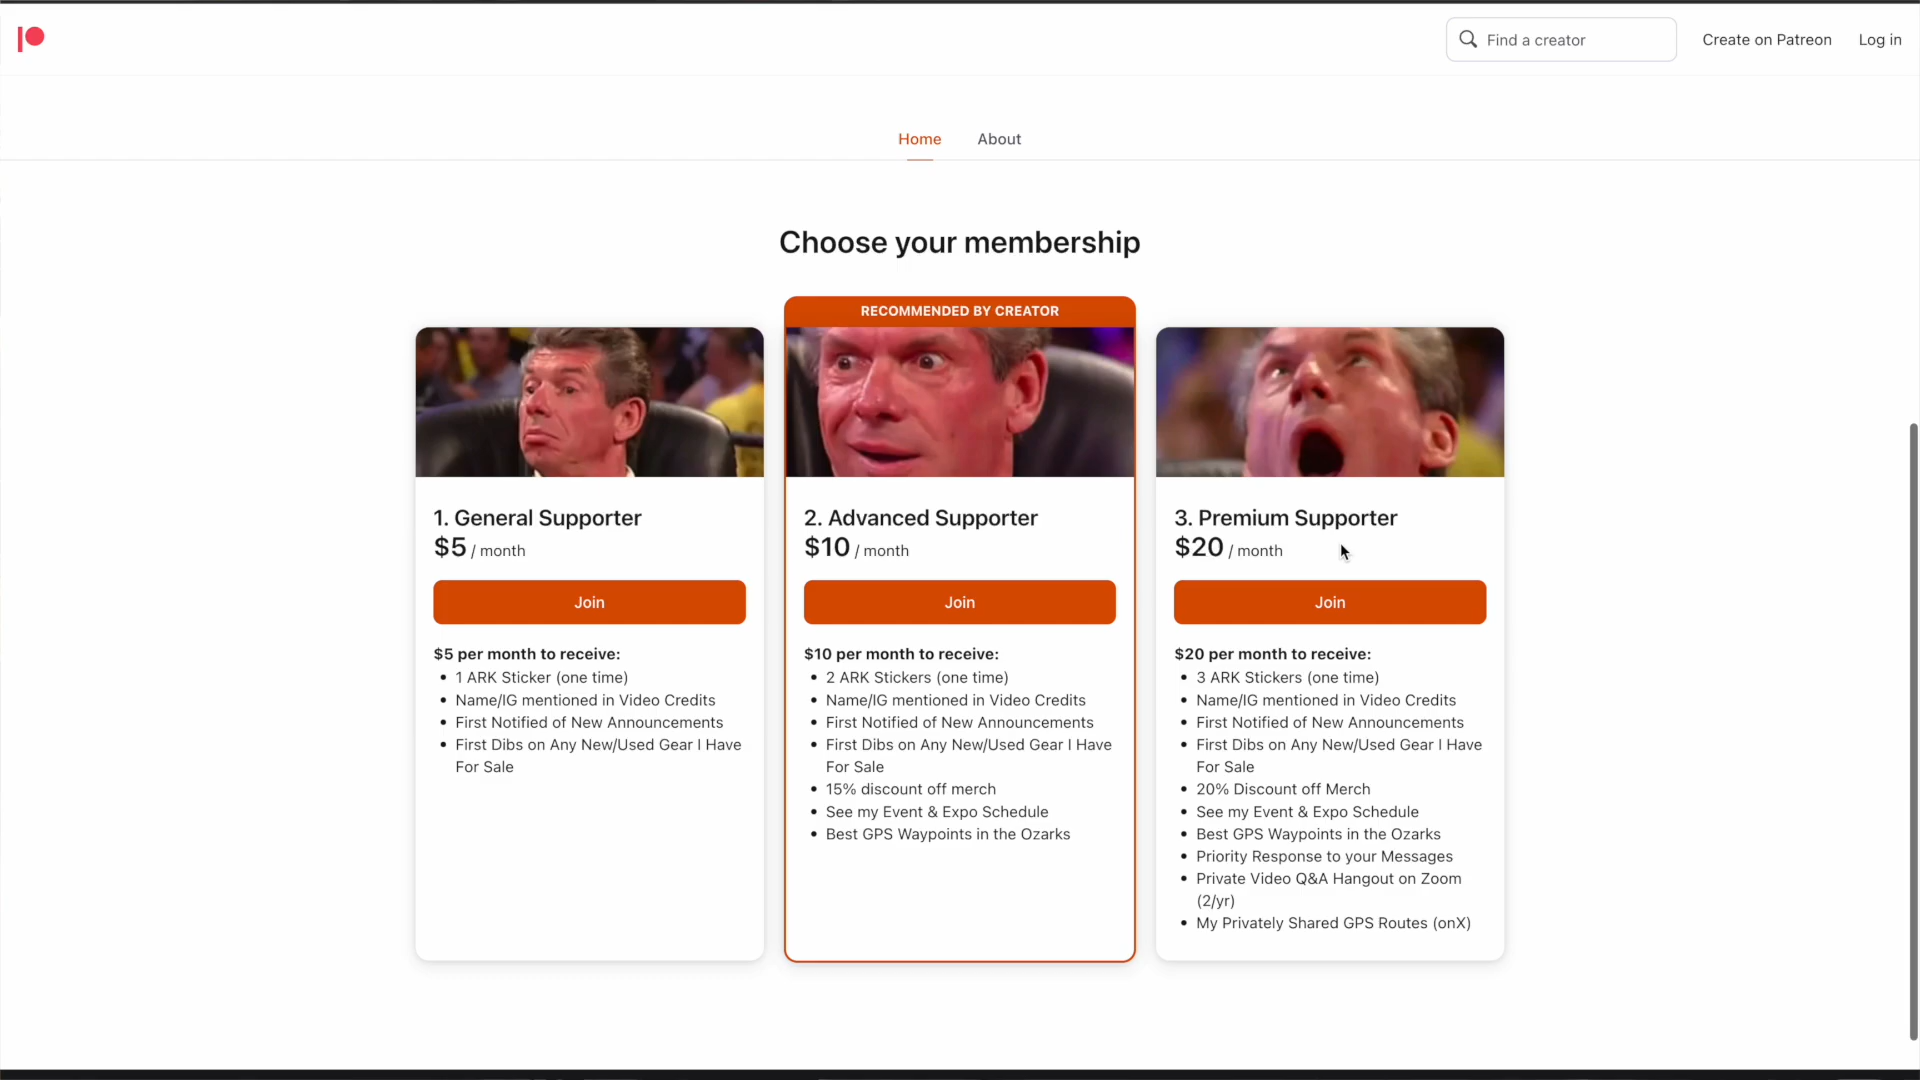 Find a creator
Create on Patreon
Log in
Home
About
Choose your membership
RECOMMENDED BY CREATOR
1. General Supporter
$5 / month
Join
$5 per month to receive:
• 1 ARK Sticker (one time)
• Name/IG mentioned in Video Credits
• First Notified of New Announcements
• First Dibs on Any New/Used Gear I Have
For Sale
2. Advanced Supporter
$10 / month
Join
$10 per month to receive:
• 2 ARK Stickers (one time)
• Name/IG mentioned in Video Credits
• First Notified of New Announcements
• First Dibs on Any New/Used Gear I Have
For Sale
• 15% discount off merch
• See my Event & Expo Schedule
• Best GPS Waypoints in the Ozarks
3. Premium Supporter
$20 / month
Join
$20 per month to receive:
• 3 ARK Stickers (one time)
• Name/IG mentioned in Video Credits
• First Notified of New Announcements
• First Dibs on Any New/Used Gear I Have
For Sale
• 20% Discount off Merch
• See my Event & Expo Schedule
• Best GPS Waypoints in the Ozarks
• Priority Response to your Messages
• Private Video Q&A Hangout on Zoom
(2/yr)
• My Privately Shared GPS Routes (onX)